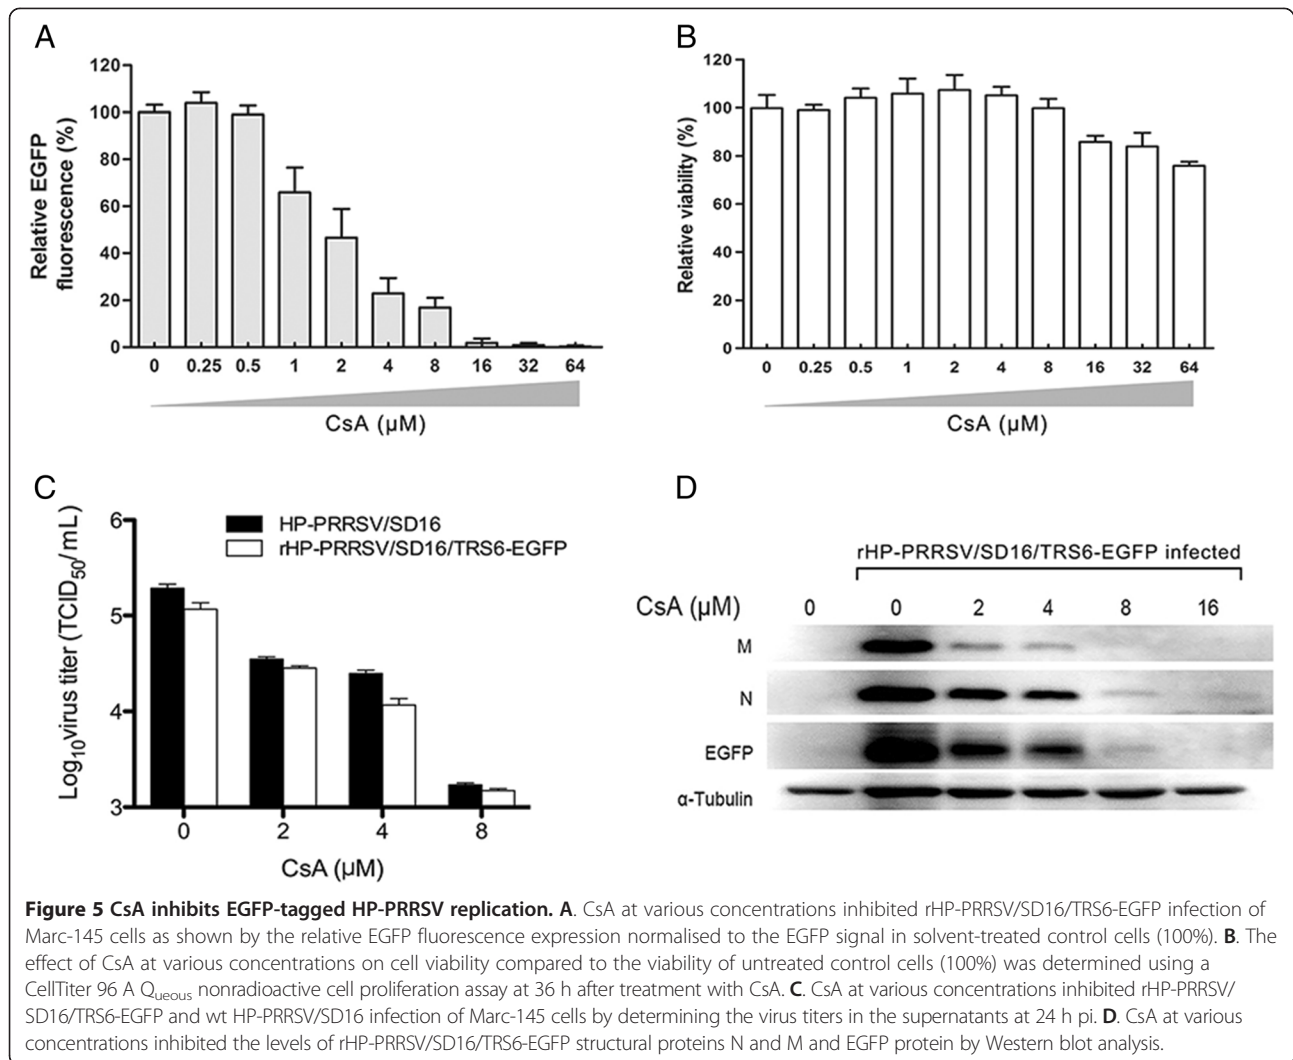 A
120
100
80
60
40
20
0
Relative EGFP
fluorescence (%)
0 0.25 0.5 1 2 4 8 16 32 64
CsA (µM)
B
120
100
80
60
40
20
0
Relative viability (%)
0 0.25 0.5 1 2 4 8 16 32 64
CsA (µM)
C
6
5
4
3
Log10virus titer (TCID50/mL)
HP-PRRSV/SD16
rHP-PRRSV/SD16/TRS6-EGFP
0 2 4 8
CsA (µM)
D
rHP-PRRSV/SD16/TRS6-EGFP infected
CsA (µM) 0 0 2 4 8 16
M
N
EGFP
α-Tubulin
Figure 5 CsA inhibits EGFP-tagged HP-PRRSV replication. A. CsA at various concentrations inhibited rHP-PRRSV/SD16/TRS6-EGFP infection of
Marc-145 cells as shown by the relative EGFP fluorescence expression normalised to the EGFP signal in solvent-treated control cells (100%). B. The
effect of CsA at various concentrations on cell viability compared to the viability of untreated control cells (100%) was determined using a
CellTiter 96 A Queous nonradioactive cell proliferation assay at 36 h after treatment with CsA. C. CsA at various concentrations inhibited rHP-PRRSV/
SD16/TRS6-EGFP and wt HP-PRRSV/SD16 infection of Marc-145 cells by determining the virus titers in the supernatants at 24 h pi. D. CsA at various
concentrations inhibited the levels of rHP-PRRSV/SD16/TRS6-EGFP structural proteins N and M and EGFP protein by Western blot analysis.